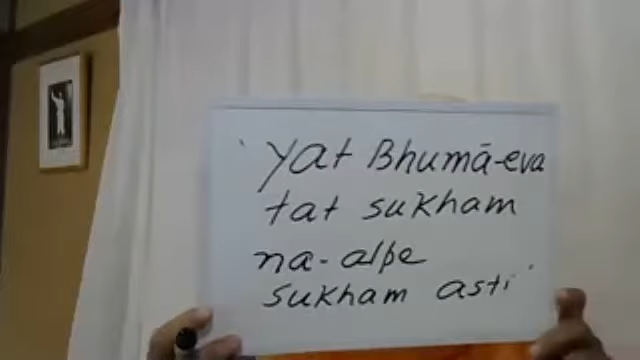 'Yat Bhumā-eva
tat sukham
na-alpe
sukham asti'